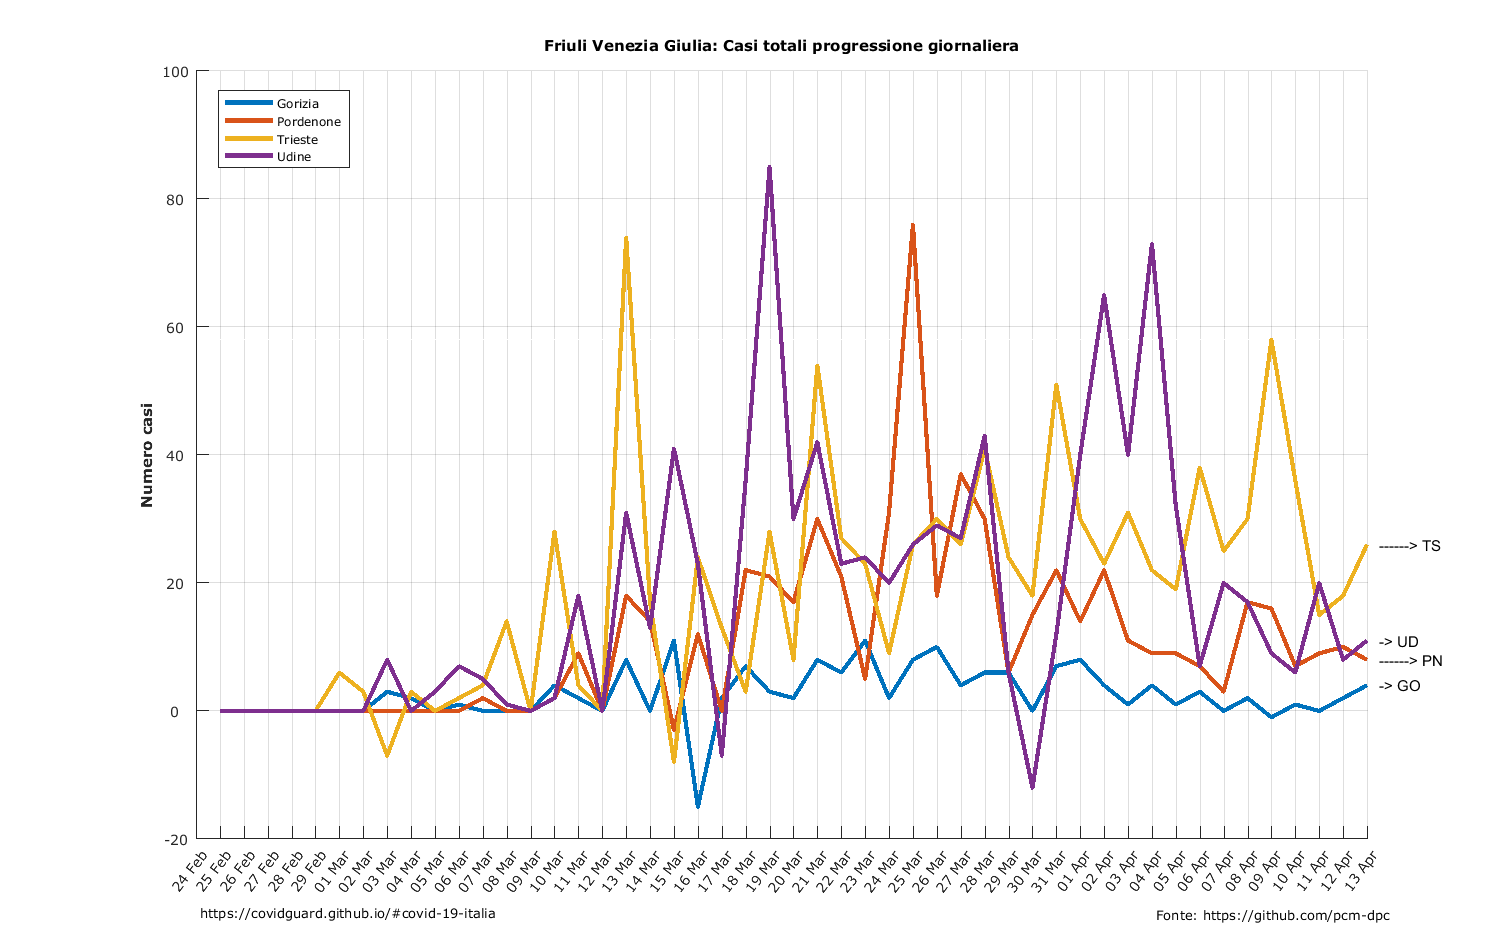 Friuli Venezia Giulia: Casi totali progressione giornaliera
100
80
60
40
20
0
-20
Numero casi
Gorizia
Pordenone
Trieste
Udine
------> TS
-> UD
------> PN
-> GO
24 Feb
25 Feb
26 Feb
27 Feb
28 Feb
29 Feb
01 Mar
02 Mar
03 Mar
04 Mar
05 Mar
06 Mar
07 Mar
08 Mar
09 Mar
10 Mar
11 Mar
12 Mar
13 Mar
14 Mar
15 Mar
16 Mar
17 Mar
18 Mar
19 Mar
20 Mar
21 Mar
22 Mar
23 Mar
24 Mar
25 Mar
26 Mar
27 Mar
28 Mar
29 Mar
30 Mar
31 Mar
01 Apr
02 Apr
03 Apr
04 Apr
05 Apr
06 Apr
07 Apr
08 Apr
09 Apr
10 Apr
11 Apr
12 Apr
13 Apr
https://covidguard.github.io/#covid-19-italia
Fonte: https://github.com/pcm-dpc